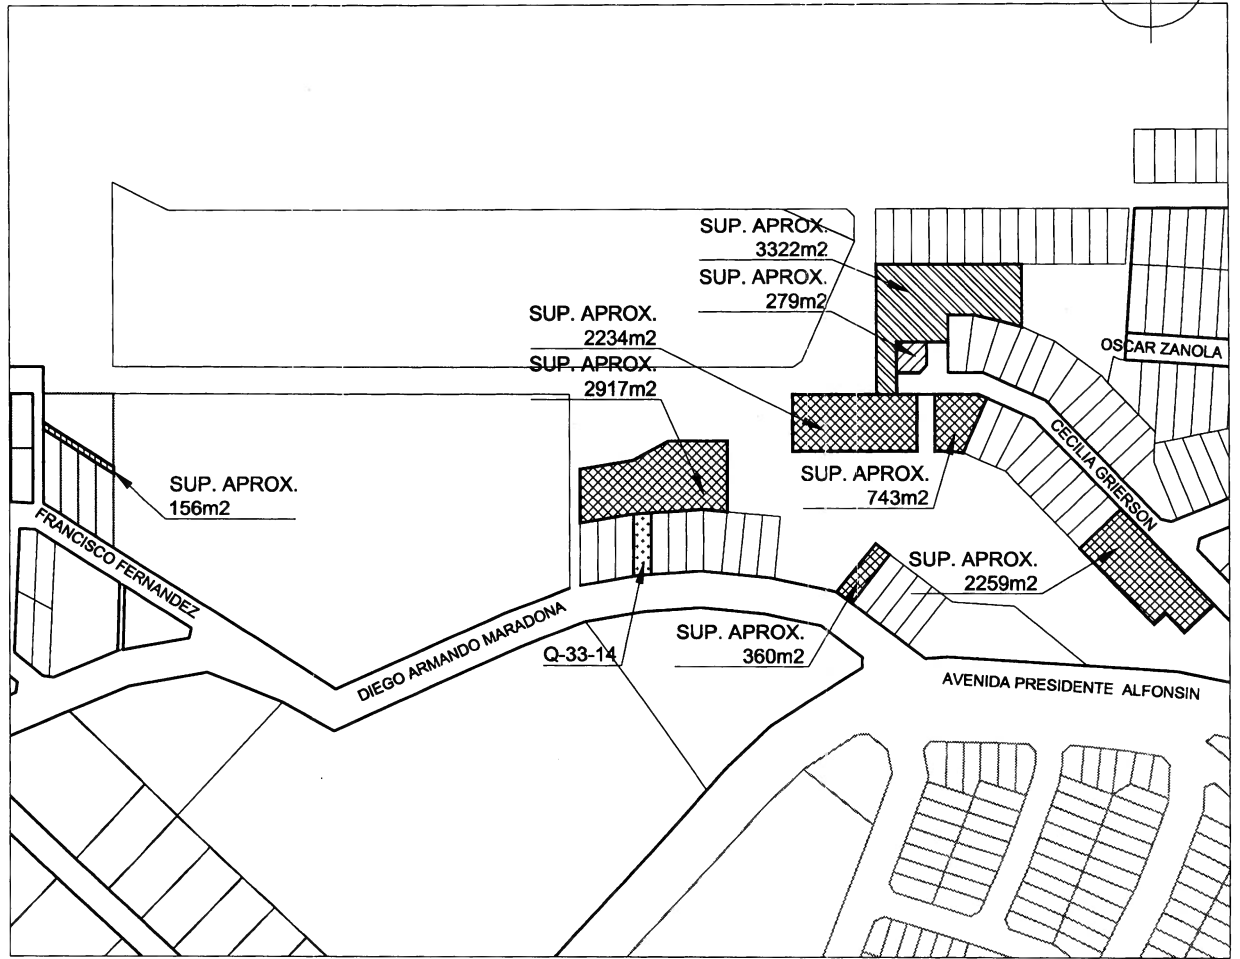 SUP. APROX.
3322m2
SUP. APROX.
279m2
SUP. APROX.
2234m2
SUP. APROX.
2917m2
OSCAR ZANOLA
CECILIA GRIERSON
SUP. APROX.
743m2
SUP. APROX.
156m2
FRANCISCO FERNANDEZ
SUP. APROX.
2259m2
DIEGO ARMANDO MARADONA
Q-33-14
SUP. APROX.
360m2
AVENIDA PRESIDENTE ALFONSIN